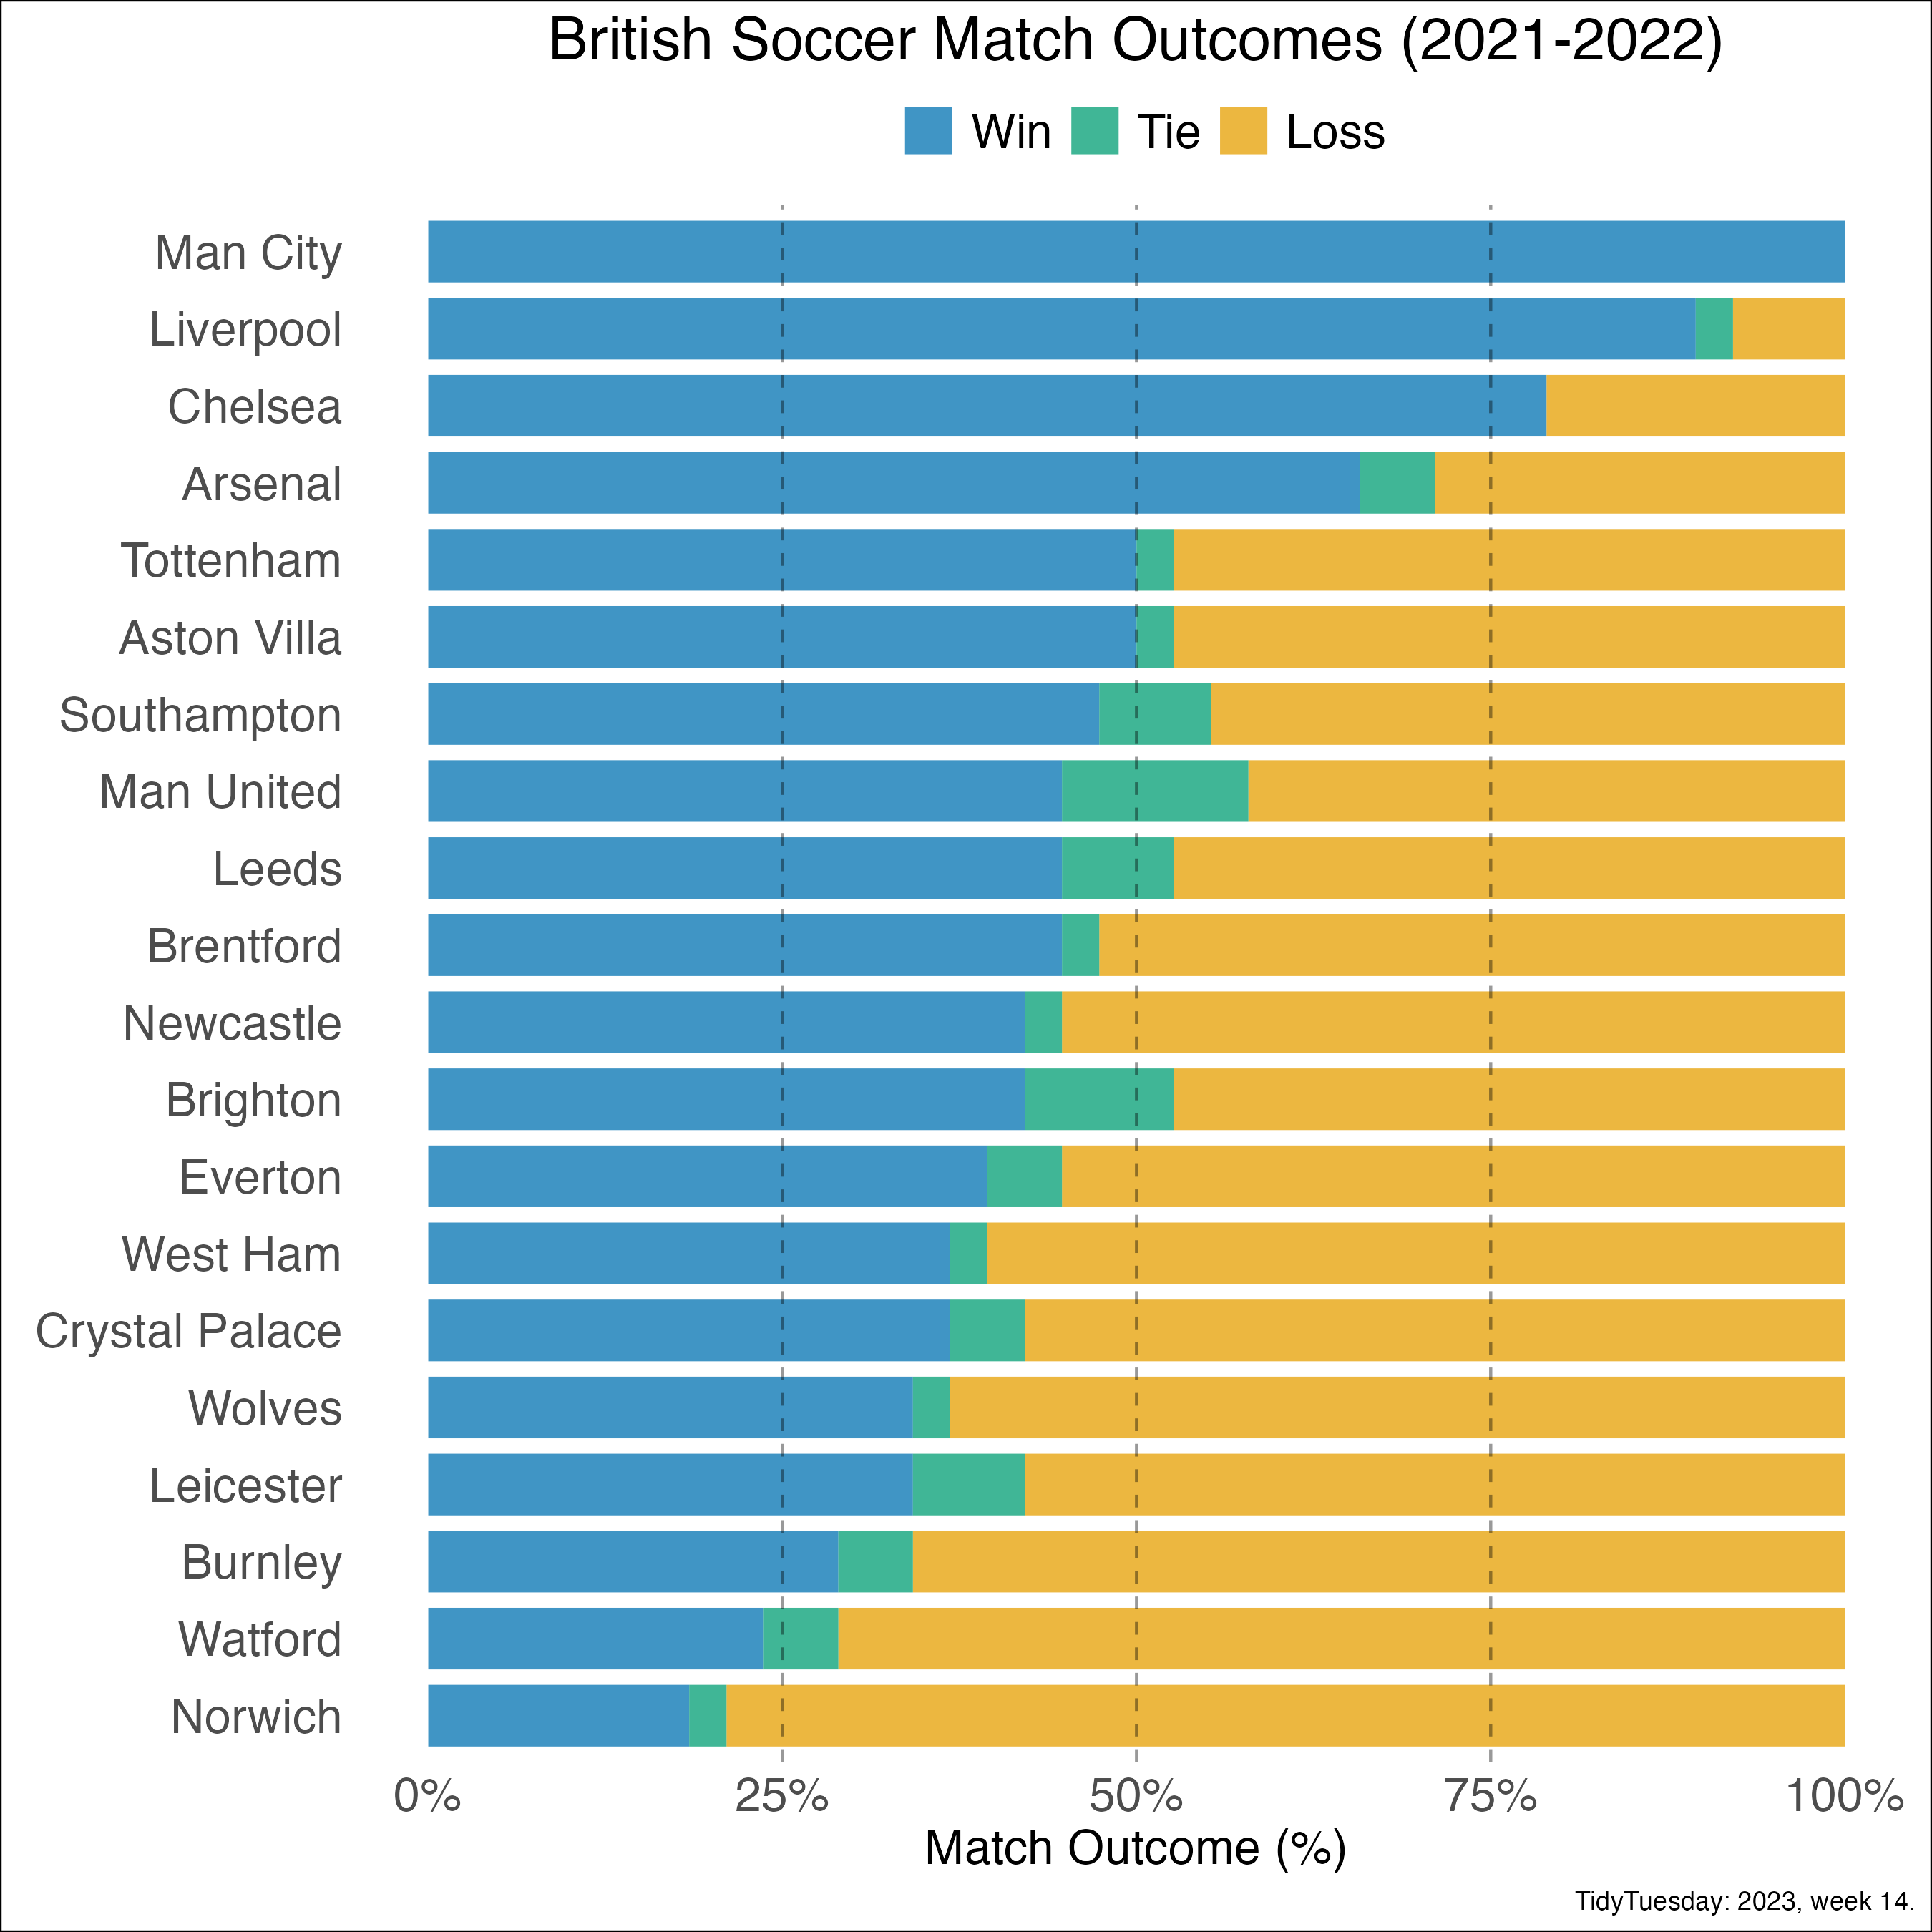 British Soccer Match Outcomes (2021-2022)
Win Tie Loss
Man City
Liverpool
Chelsea
Arsenal
Tottenham
Aston Villa
Southampton
Man United
Leeds
Brentford
Newcastle
Brighton
Everton
West Ham
Crystal Palace
Wolves
Leicester
Burnley
Watford
Norwich
0% 25% 50% 75% 100%
Match Outcome (%)
TidyTuesday: 2023, week 14.